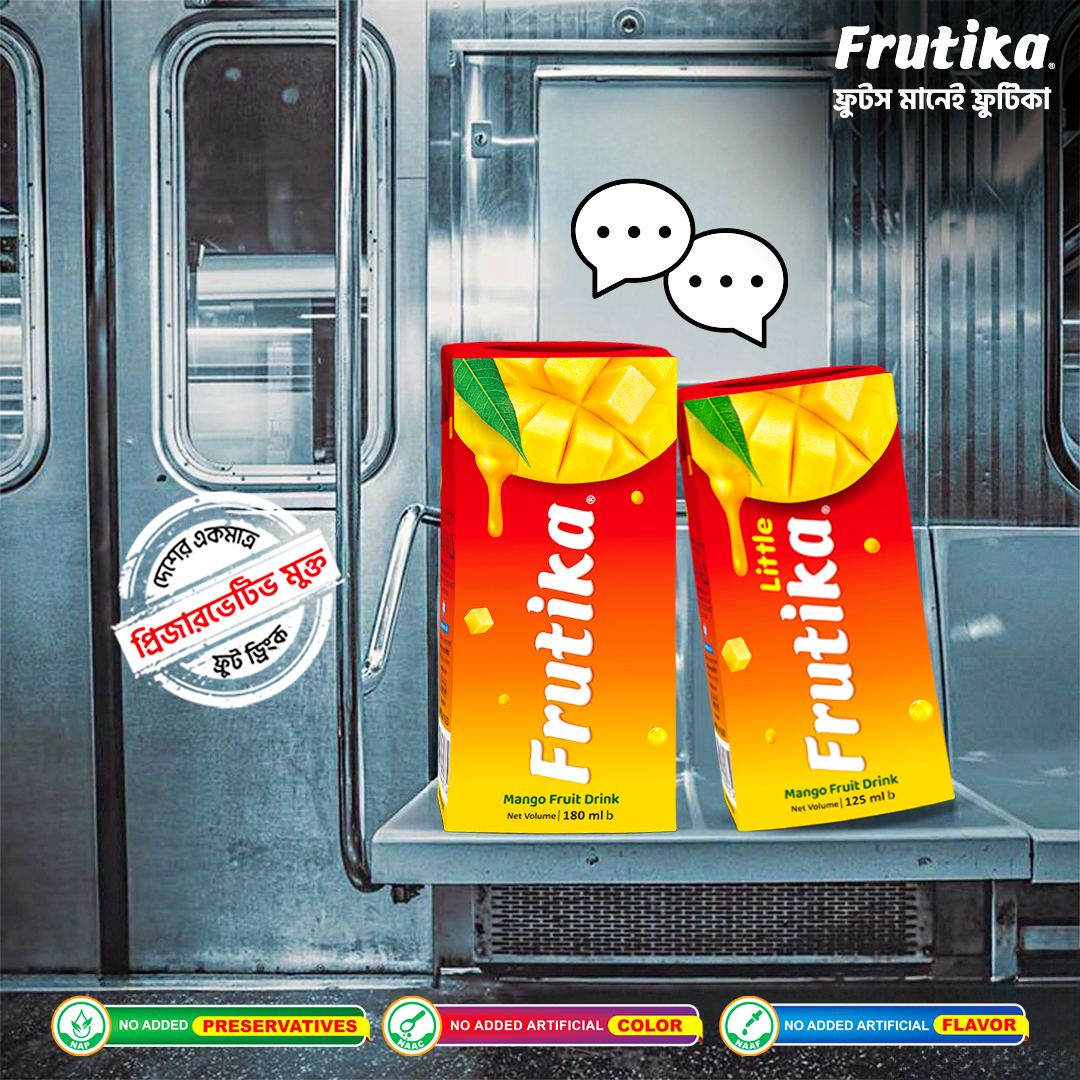 Frutika®
ফ্রুটস মানেই ফ্রুটিকা
দেশের একমাত্র
প্রিজারভেটিভ মুক্ত
ফ্রুট ড্রিংক
Frutika®
Mango Fruit Drink
Net Volume | 180 ml b
Little
Frutika®
Mango Fruit Drink
Net Volume | 125 ml b
NAP
NO ADDED PRESERVATIVES
NAAC
NO ADDED ARTIFICIAL COLOR
NAAF
NO ADDED ARTIFICIAL FLAVOR